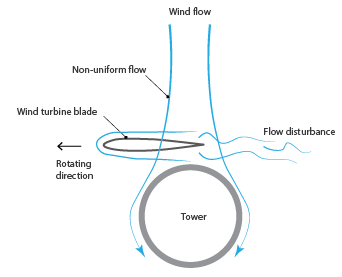 Wind flow
Non-uniform flow
Wind turbine blade
Flow disturbance
Rotating
direction
Tower